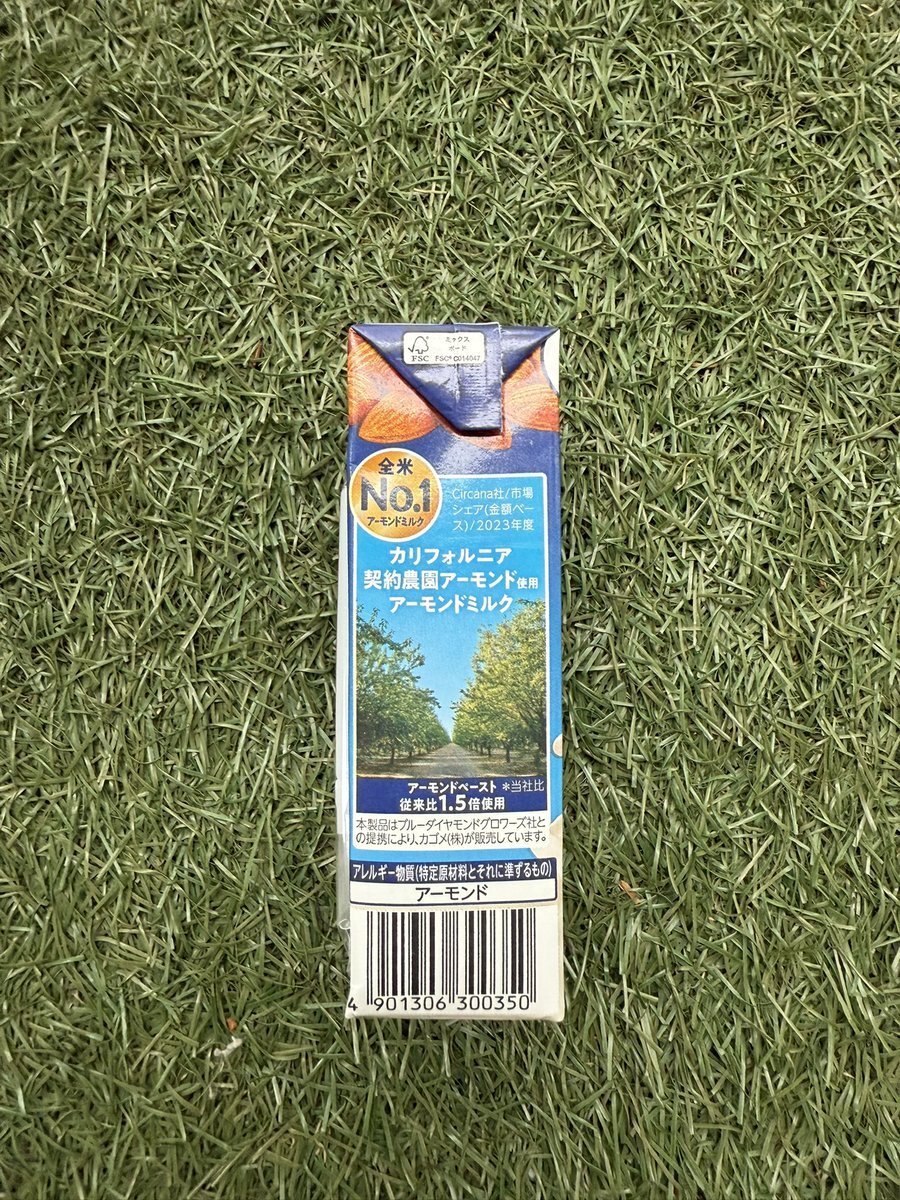 FSC
ミックス
ボード
FSC® C014047
全米
No.1
アーモンドミルク
Circana社/市場
シェア(金額ベー
ス)/2023年度
カリフォルニア
契約農園アーモンド使用
アーモンドミルク
アーモンドペースト *当社比
従来比1.5倍使用
本製品はブルーダイヤモンドグロワーズ社と
の提携により、カゴメ(株)が販売しています。
アレルギー物質(特定原材料とそれに準ずるもの)
アーモンド
4 901306 300350